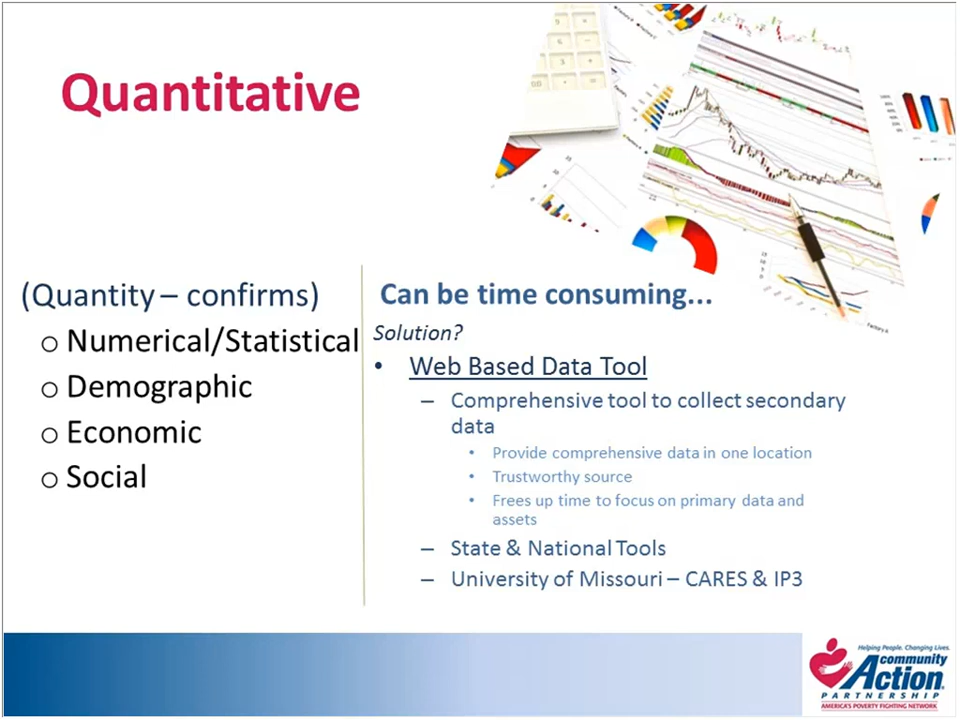 Quantitative
(Quantity – confirms)
o Numerical/Statistical
o Demographic
o Economic
o Social
Can be time consuming...
Solution?
• Web Based Data Tool
– Comprehensive tool to collect secondary
data
• Provide comprehensive data in one location
• Trustworthy source
• Frees up time to focus on primary data and
assets
– State & National Tools
– University of Missouri – CARES & IP3
Helping People. Changing Lives.
community
Action
PARTNERSHIP
AMERICA'S POVERTY FIGHTING NETWORK